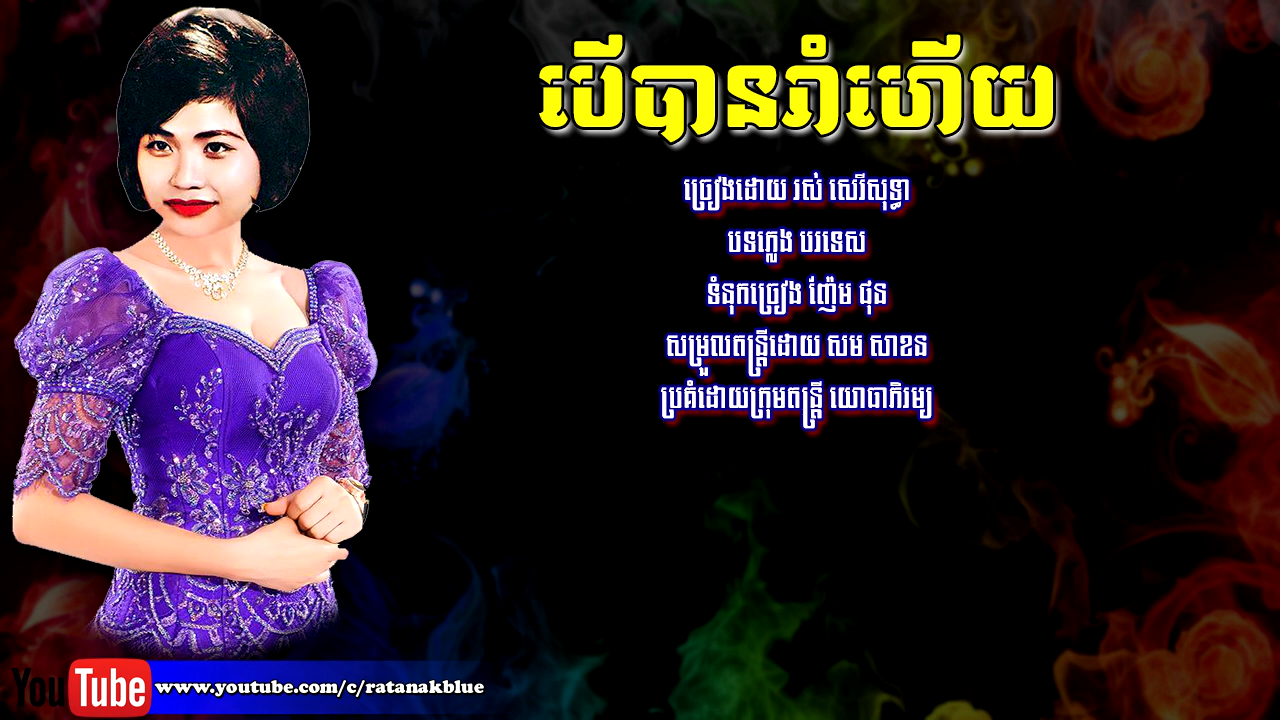 បើបានរាំហើយ
ច្រៀងដោយ រស់ សេរីសុទ្ធា
បទភ្លេង បរទេស
ទំនុកច្រៀង ញ៉ែម ផុន
សម្រួលតន្ត្រីដោយ សម សាខន
ប្រគំដោយក្រុមតន្ត្រី យោធាភិរម្យ
YouTube www.youtube.com/c/ratanakblue